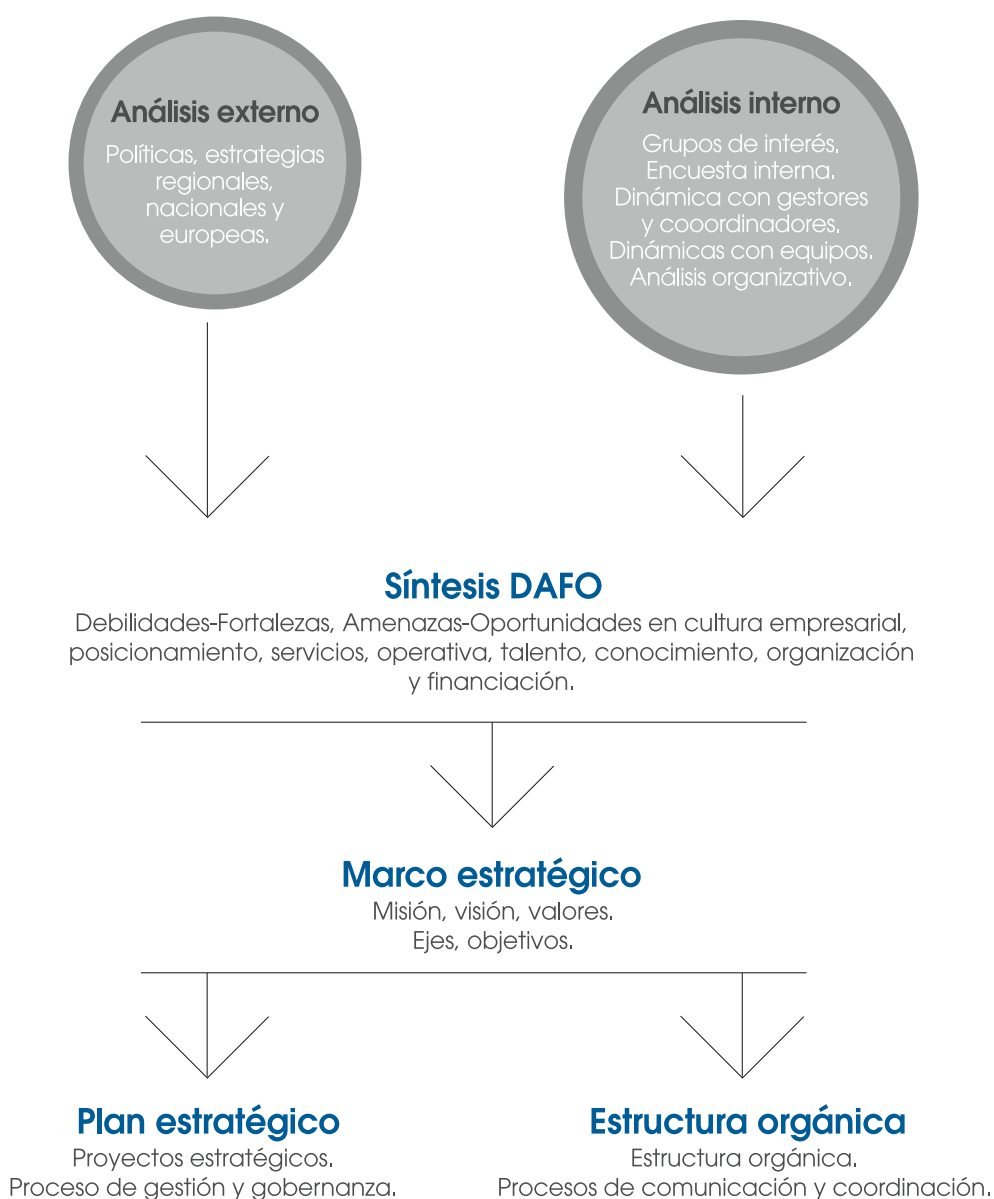 Análisis externo
Políticas, estrategias
regionales,
nacionales y
europeas.
Análisis interno
Grupos de interés.
Encuesta interna.
Dinámica con gestores
y cooordinadores.
Dinámicas con equipos.
Análisis organizativo.
Síntesis DAFO
Debilidades-Fortalezas, Amenazas-Oportunidades en cultura empresarial,
posicionamiento, servicios, operativa, talento, conocimiento, organización
y financiación.
Marco estratégico
Misión, visión, valores.
Ejes, objetivos.
Plan estratégico
Proyectos estratégicos.
Proceso de gestión y gobernanza.
Estructura orgánica
Estructura orgánica.
Procesos de comunicación y coordinación.